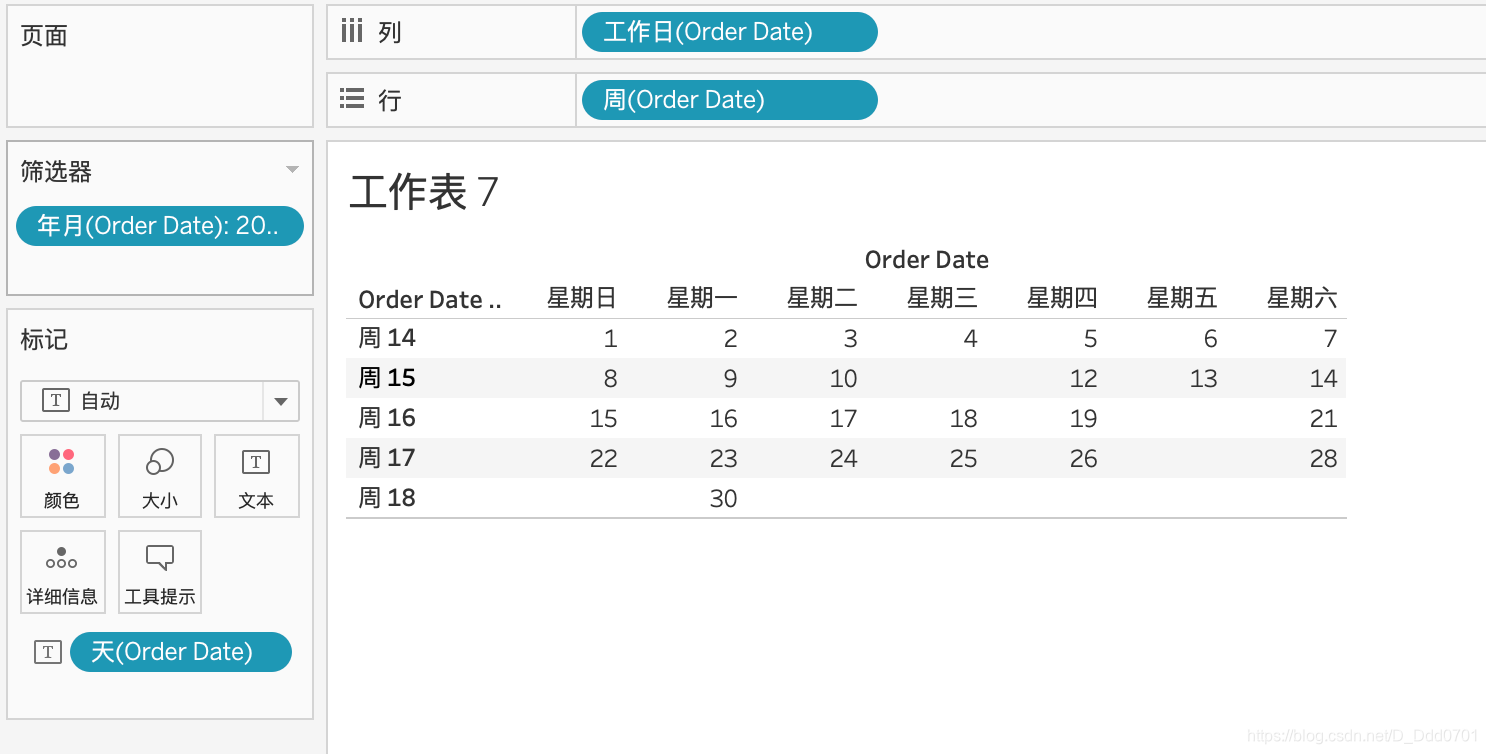 页面
列
工作日(Order Date)
行
周(Order Date)
筛选器
年月(Order Date): 20..
标记
T 自动
颜色
大小
T
文本
详细信息
工具提示
T 天(Order Date)
工作表 7
Order Date
Order Date .. 星期日 星期一 星期二 星期三 星期四 星期五 星期六
周 14 1 2 3 4 5 6 7
周 15 8 9 10 12 13 14
周 16 15 16 17 18 19 21
周 17 22 23 24 25 26 28
周 18 30
https://blog.csdn.net/D_Ddd0701